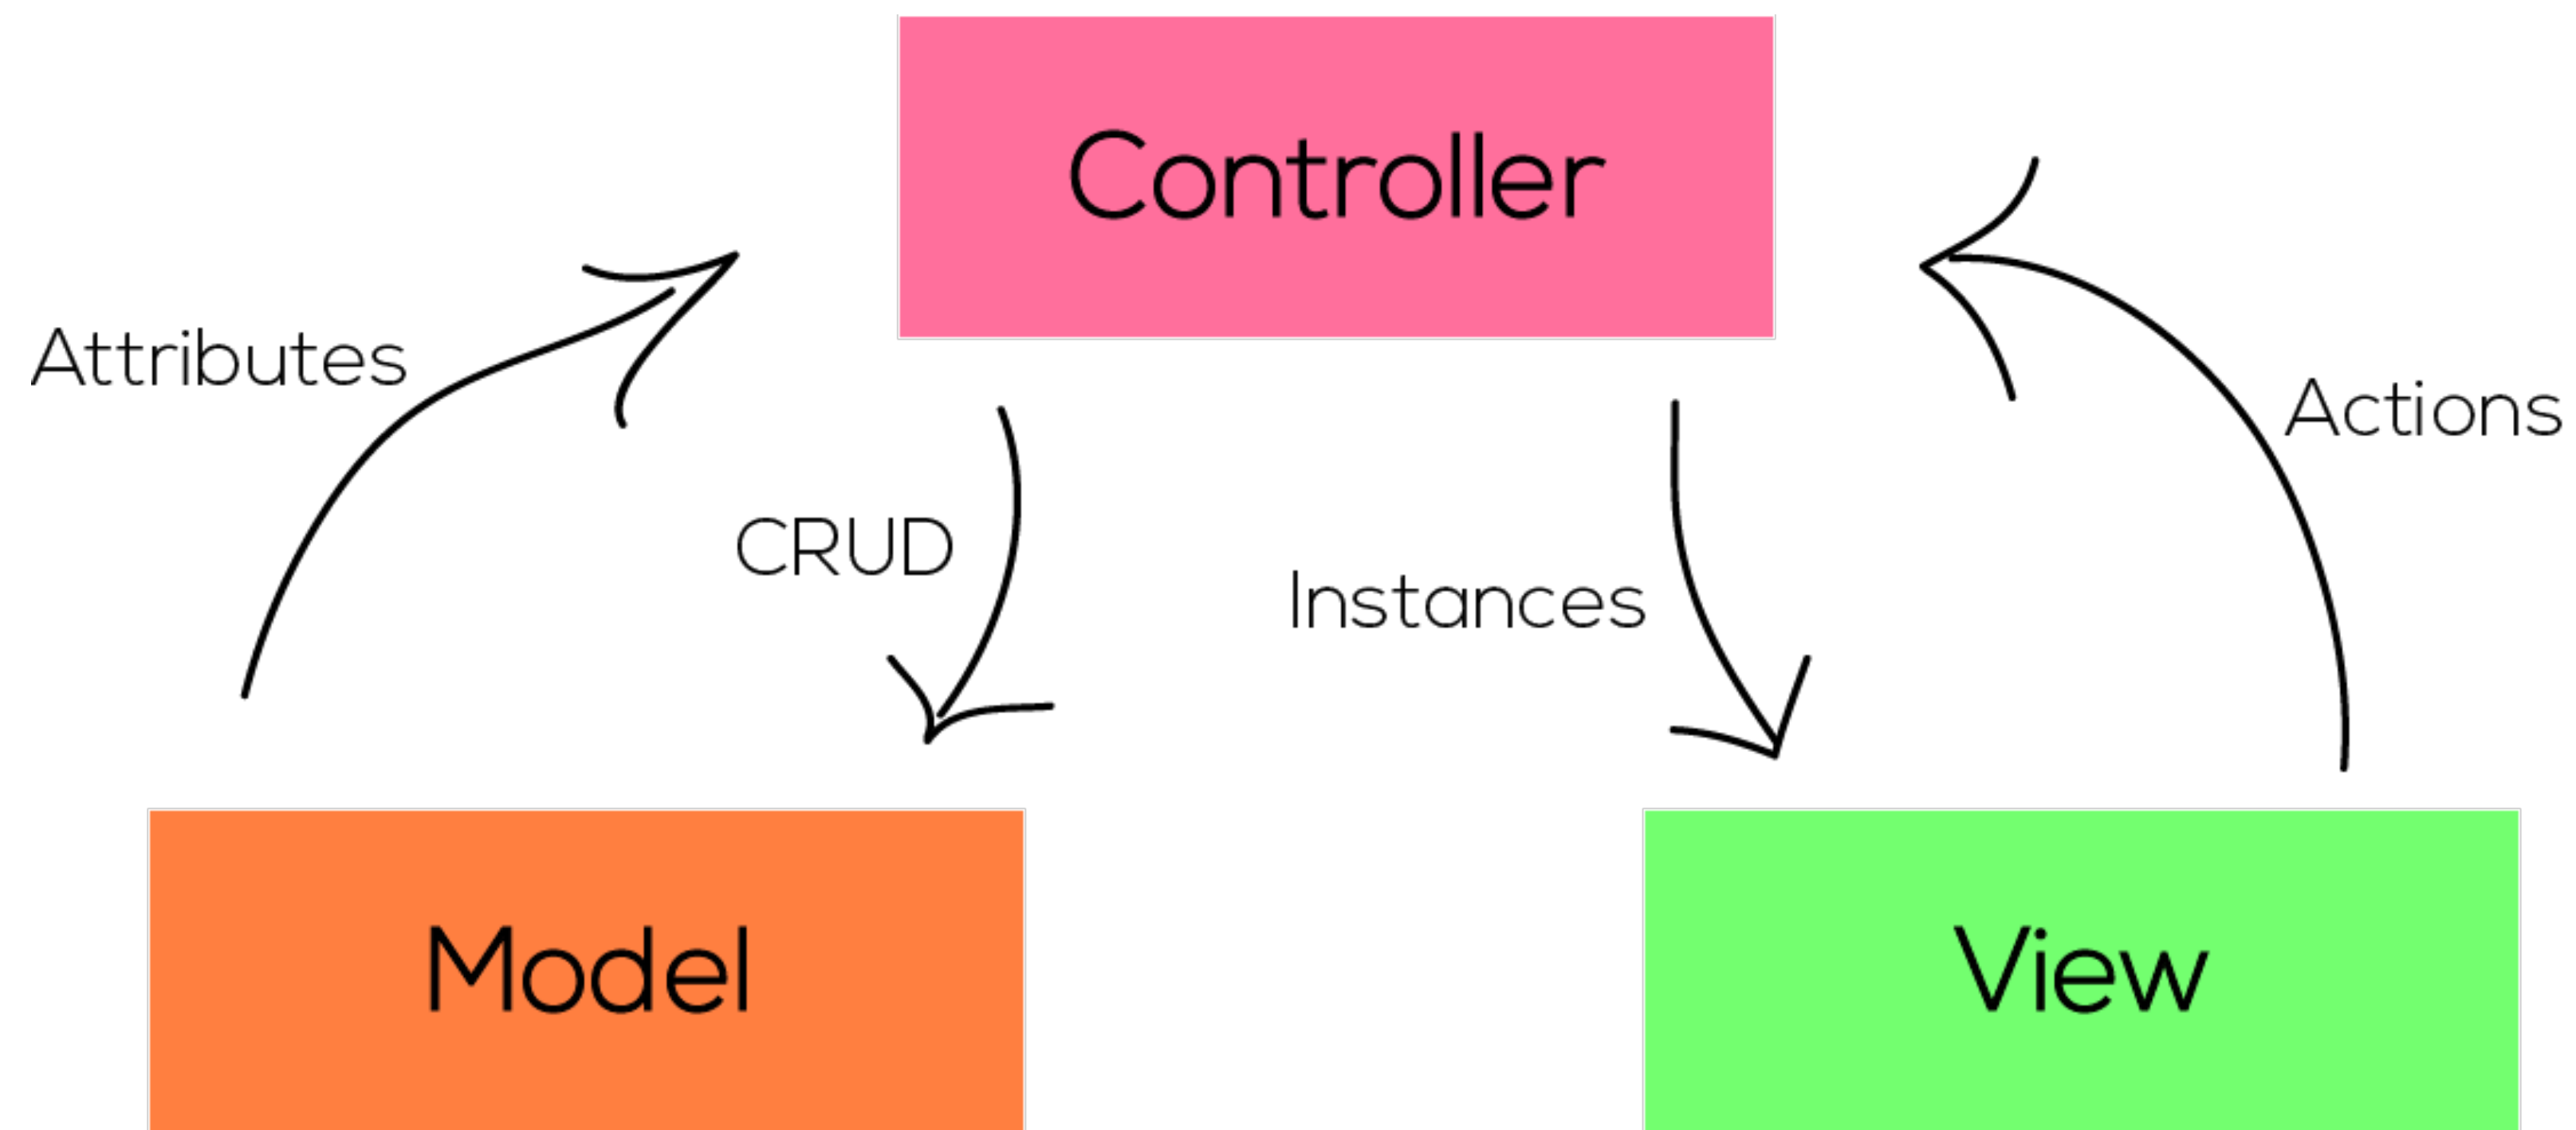 Controller
Attributes
Actions
CRUD
Instances
Model
View